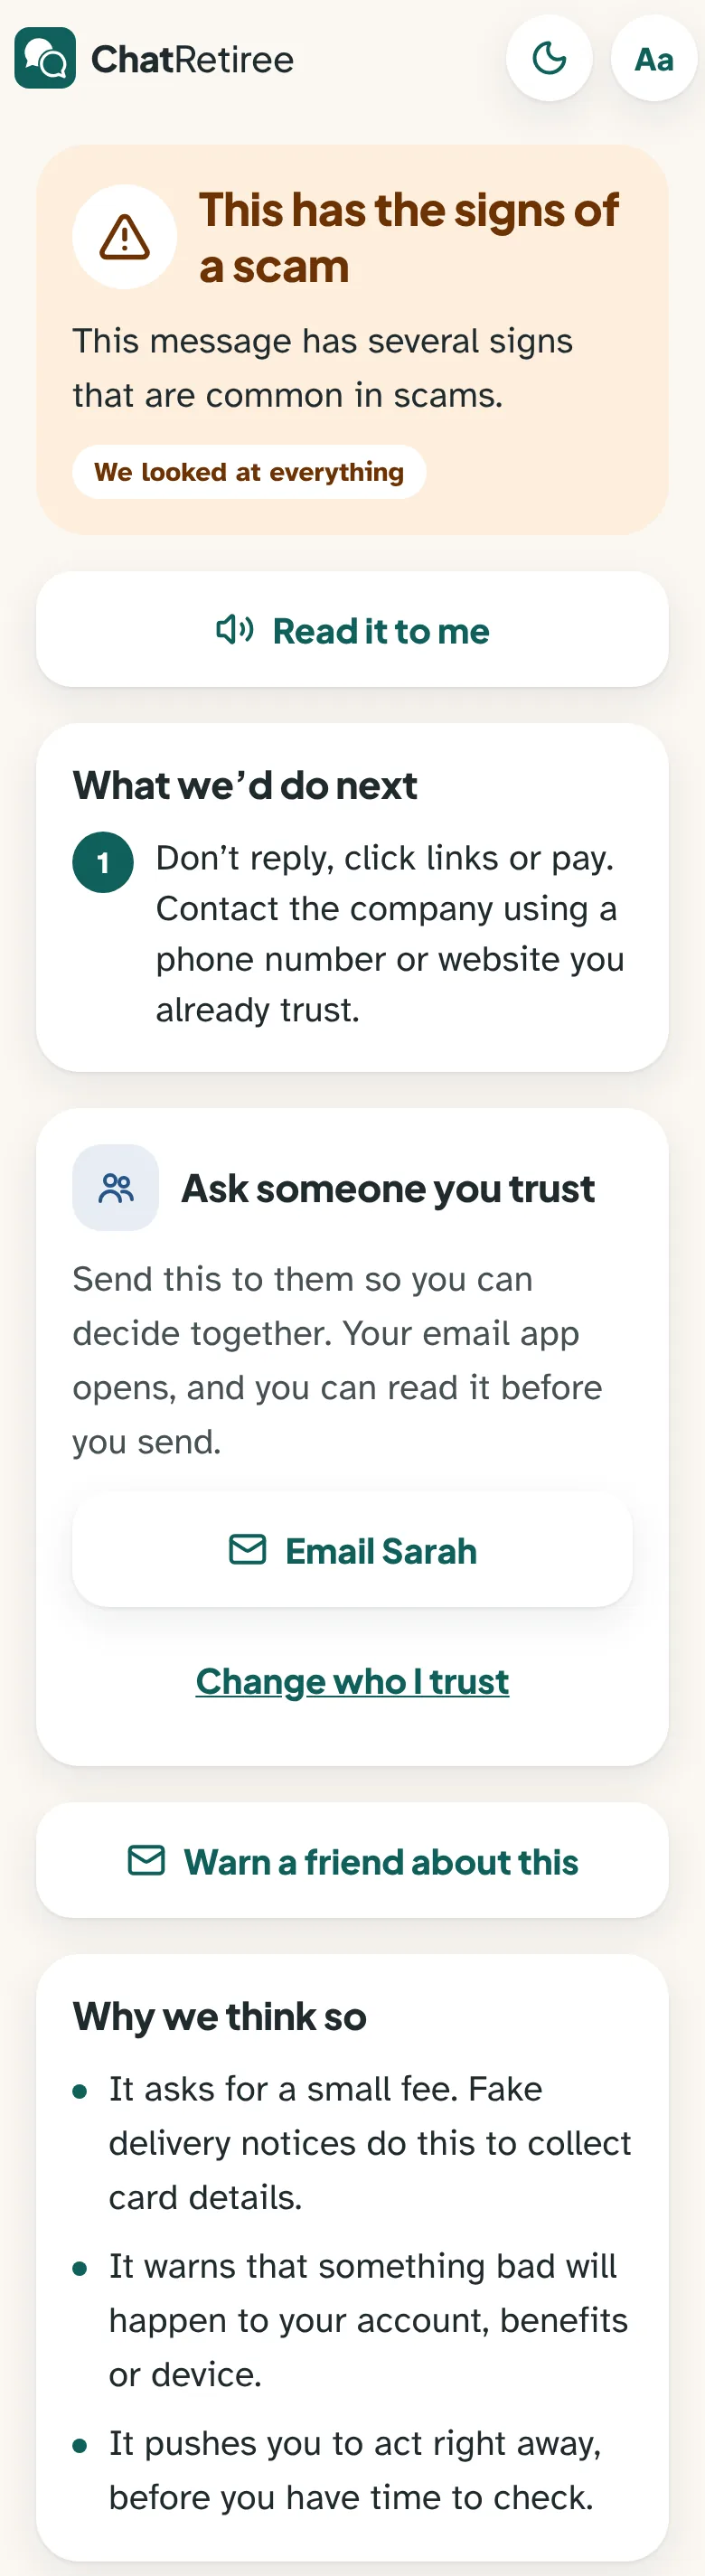 ChatRetiree
Aa
This has the signs of
a scam
This message has several signs
that are common in scams.
We looked at everything
Read it to me
What we’d do next
1
Don’t reply, click links or pay.
Contact the company using a
phone number or website you
already trust.
Ask someone you trust
Send this to them so you can
decide together. Your email app
opens, and you can read it before
you send.
Email Sarah
Change who I trust
Warn a friend about this
Why we think so
• It asks for a small fee. Fake
delivery notices do this to collect
card details.
• It warns that something bad will
happen to your account, benefits
or device.
• It pushes you to act right away,
before you have time to check.